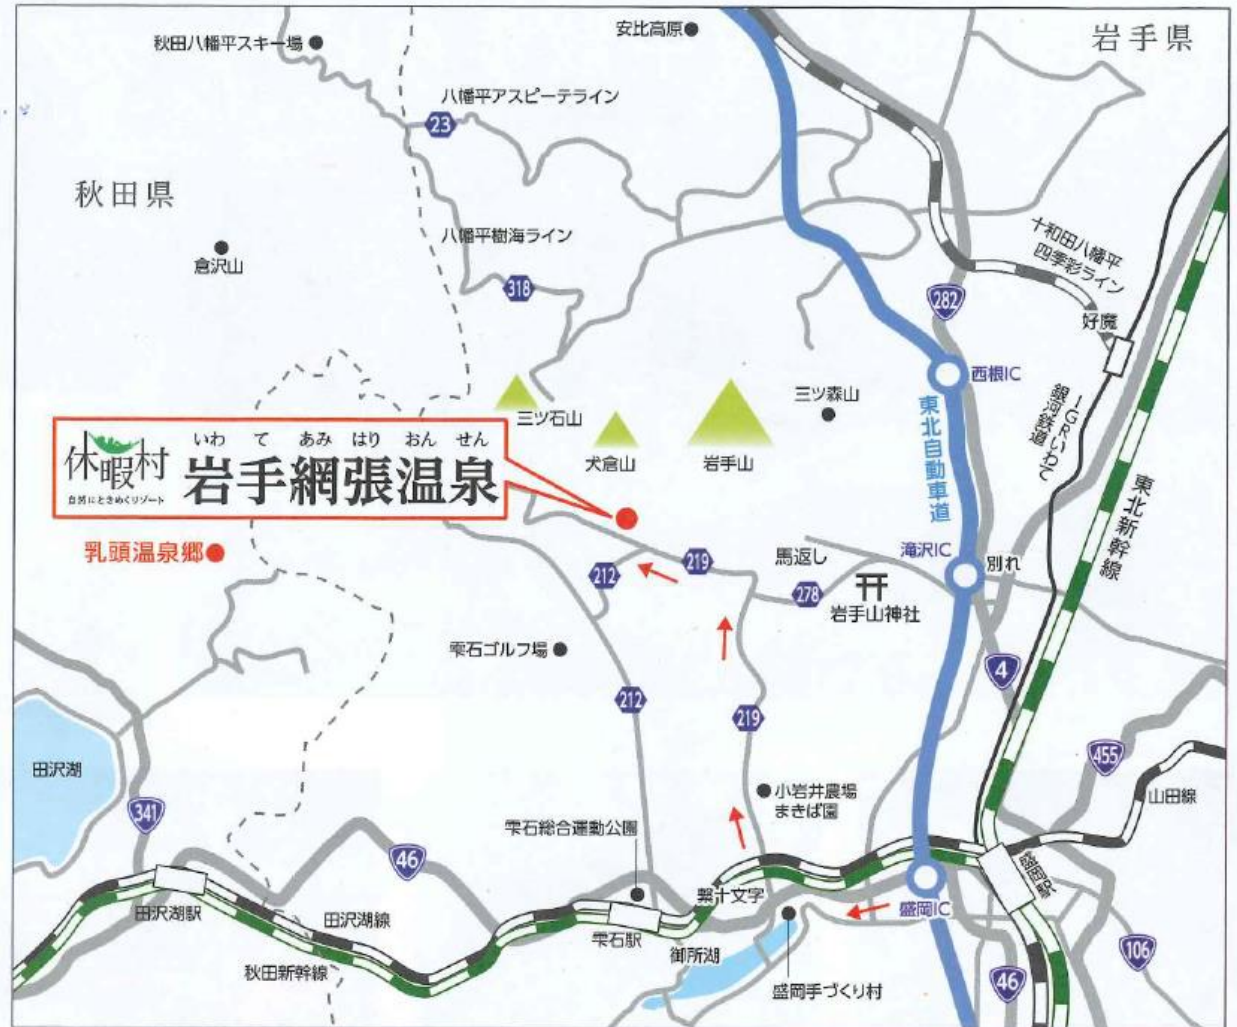 岩手県
安比高原
秋田八幡平スキー場
八幡平アスピーテライン
23
秋田県
八幡平樹海ライン
倉沢山
318
十和田八幡平
四季彩ライン
282
好摩
西根IC
三ツ石山
犬倉山
岩手山
三ツ森山
東北自動車道
IGRいわて
銀河鉄道
東北新幹線
休暇村
自然にときめくリゾート
いわ て あみ はり おん せん
岩手網張温泉
乳頭温泉郷
212
219
馬返し
278
岩手山神社
滝沢IC
別れ
雫石ゴルフ場
4
212
219
田沢湖
341
小岩井農場
まきば園
455
山田線
雫石総合運動公園
46
田沢湖駅
田沢湖線
秋田新幹線
雫石駅
繋十文字
御所湖
盛岡手づくり村
盛岡IC
盛岡駅
46
106